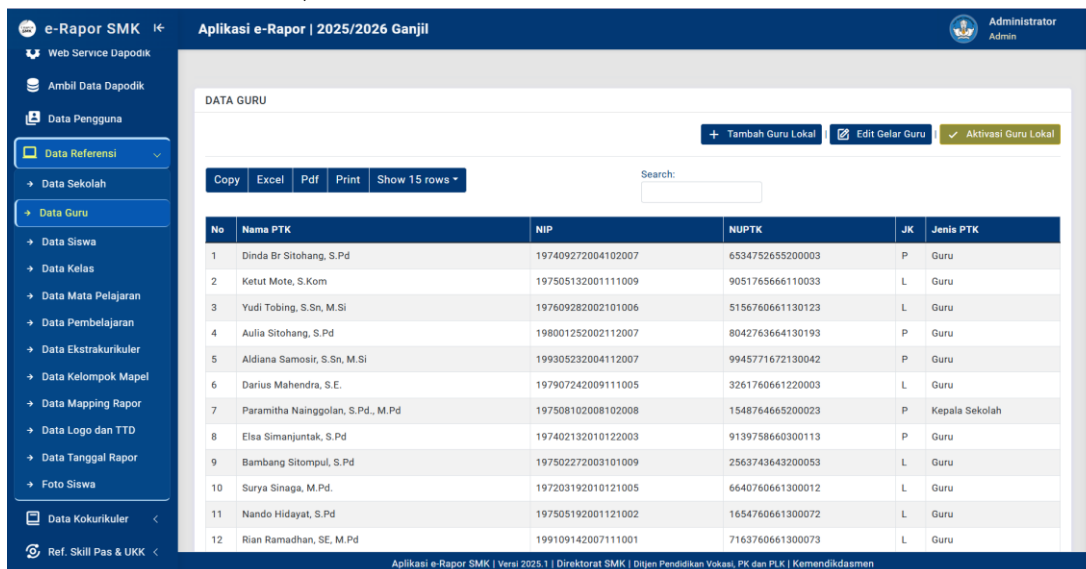 e-Rapor SMK
Aplikasi e-Rapor | 2025/2026 Ganjil
Administrator
Admin
Web Service Dapodik
Ambil Data Dapodik
Data Pengguna
Data Referensi
Data Sekolah
Data Guru
Data Siswa
Data Kelas
Data Mata Pelajaran
Data Pembelajaran
Data Ekstrakurikuler
Data Kelompok Mapel
Data Mapping Rapor
Data Logo dan TTD
Data Tanggal Rapor
Foto Siswa
Data Kokurikuler
Ref. Skill Pas & UKK
DATA GURU
+ Tambah Guru Lokal | Edit Gelar Guru | Aktivasi Guru Lokal
Copy Excel Pdf Print Show 15 rows
Search:
No Nama PTK NIP NUPTK JK Jenis PTK
1 Dinda Br Sitohang, S.Pd 197409272004102007 6534752655200003 P Guru
2 Ketut Mote, S.Kom 197505132001111009 9051765666110033 L Guru
3 Yudi Tobing, S.Sn, M.Si 197609282002101006 5156760661130123 L Guru
4 Aulia Sitohang, S.Pd 198001252002112007 8042763664130193 P Guru
5 Aldiana Samosir, S.Sn, M.Si 199305232004112007 9945771672130042 P Guru
6 Darius Mahendra, S.E. 197907242009111005 3261760661220003 L Guru
7 Paramitha Nainggolan, S.Pd., M.Pd 197508102008102008 1548764665200023 P Kepala Sekolah
8 Elsa Simanjuntak, S.Pd 197402132010122003 9139758660300113 P Guru
9 Bambang Sitompul, S.Pd 197502272003101009 2563743643200053 L Guru
10 Surya Sinaga, M.Pd. 197203192010121005 6640760661300012 L Guru
11 Nando Hidayat, S.Pd 197505192001121002 1654760661300072 L Guru
12 Rian Ramadhan, SE, M.Pd 199109142007111001 7163760661300073 L Guru
Aplikasi e-Rapor SMK | Versi 2025.1 | Direktorat SMK | Ditjen Pendidikan Vokasi, PK dan PLK | Kemendikdasmen